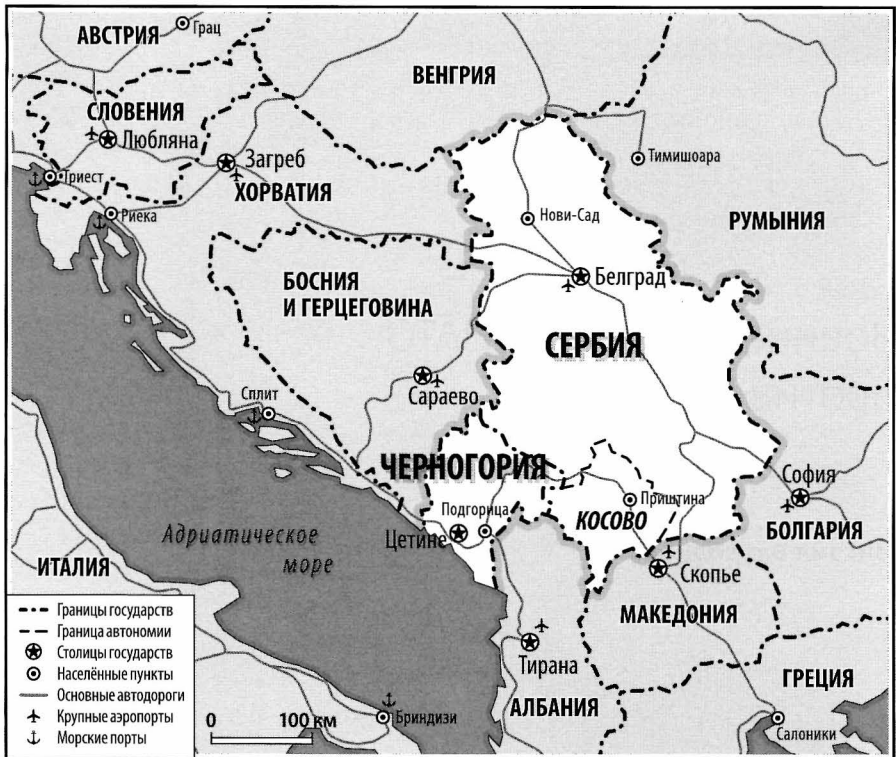 АВСТРИЯ
Грац
ВЕНГРИЯ
СЛОВЕНИЯ
Любляна
Загреб
Триест
ХОРВАТИЯ
Риека
Тимишоара
Нови-Сад
РУМЫНИЯ
БОСНИЯ
И ГЕРЦЕГОВИНА
Белград
СЕРБИЯ
Сараево
Сплит
ЧЕРНОГОРИЯ
София
Приштина
Подгорица
КОСОВО
БОЛГАРИЯ
Цетине
Адриатическое
море
ИТАЛИЯ
Скопье
МАКЕДОНИЯ
Тирана
ГРЕЦИЯ
АЛБАНИЯ
Бриндизи
Салоники
Границы государств
Граница автономии
Столицы государств
Населённые пункты
Основные автодороги
Крупные аэропорты
Морские порты
0 100 км